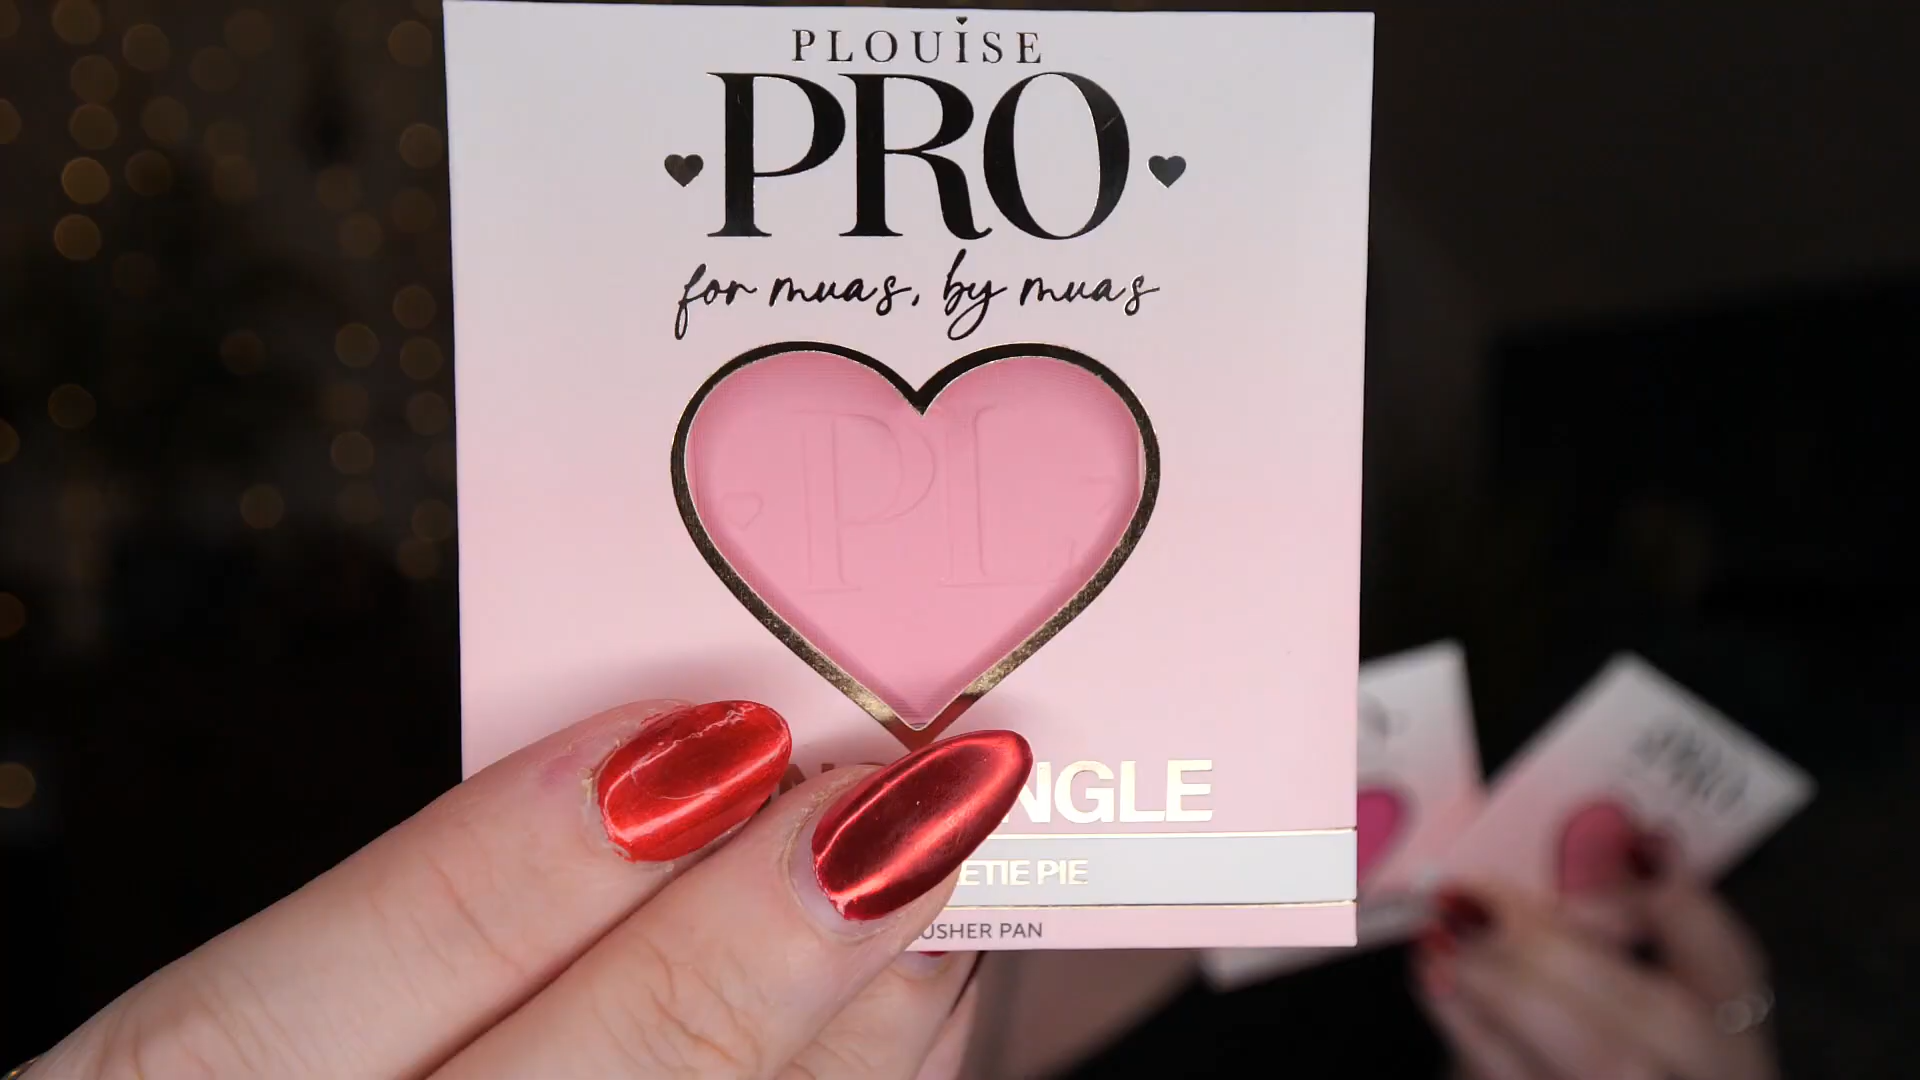 PLOUISE
PRO
for muas, by muas
PL
NGLE
ETIE PIE
USHER PAN